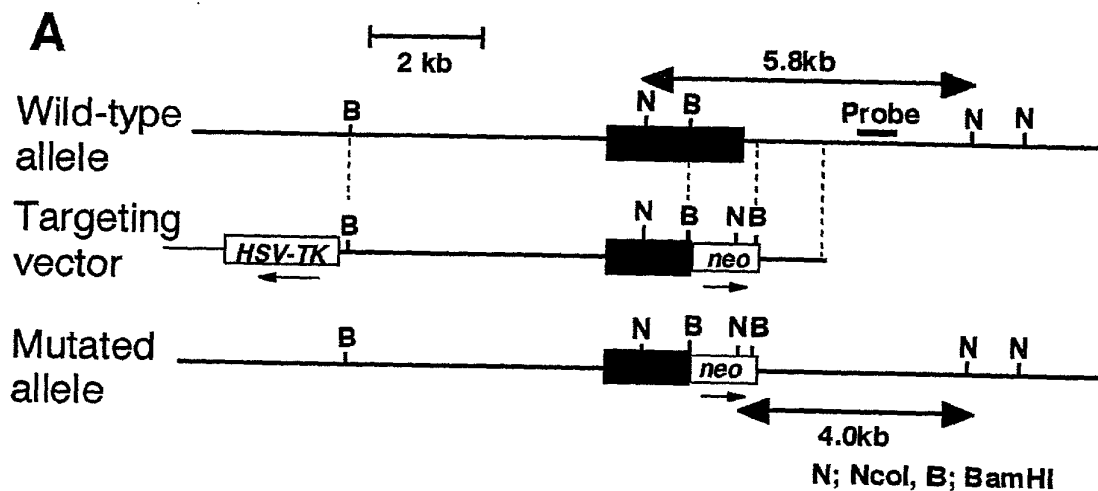 A
2 kb
5.8kb
B
N
B
Probe
N
N
Wild-type
allele
Targeting
vector
B
HSV-TK
N
B
N
B
neo
Mutated
allele
B
N
B
N
B
neo
N
N
4.0kb
N; NcoI, B; BamHI